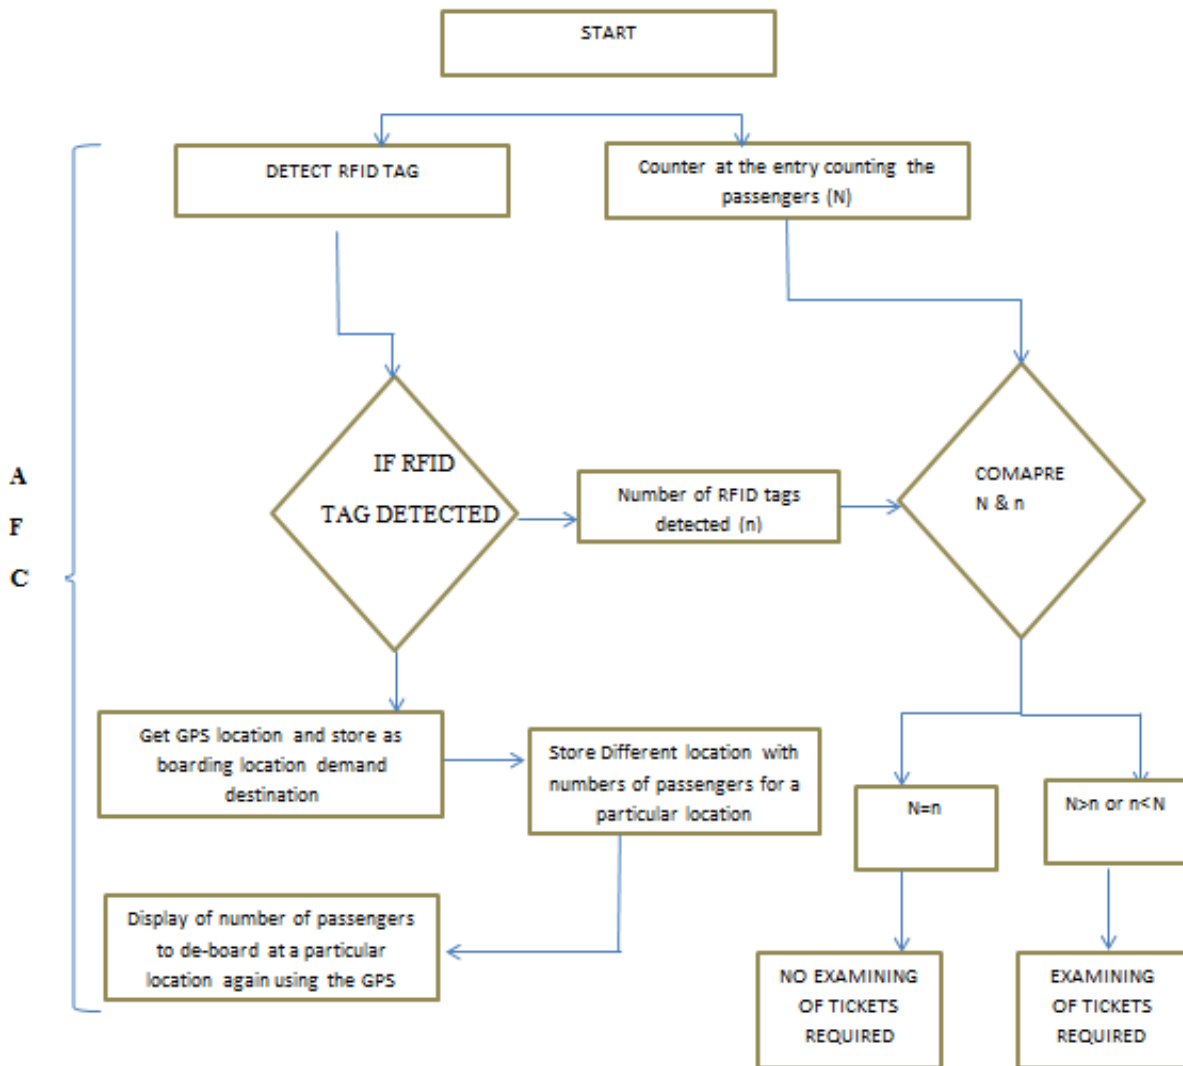 START
DETECT RFID TAG
Counter at the entry counting the
passengers (N)
A
F
C
IF RFID
TAG DETECTED
Number of RFID tags
detected (n)
COMAPRE
N & n
Get GPS location and store as
boarding location demand
destination
Store Different location with
numbers of passengers for a
particular location
N=n
N>n or n<N
Display of number of passengers
to de-board at a particular
location again using the GPS
NO EXAMINING
OF TICKETS
REQUIRED
EXAMINING
OF TICKETS
REQUIRED